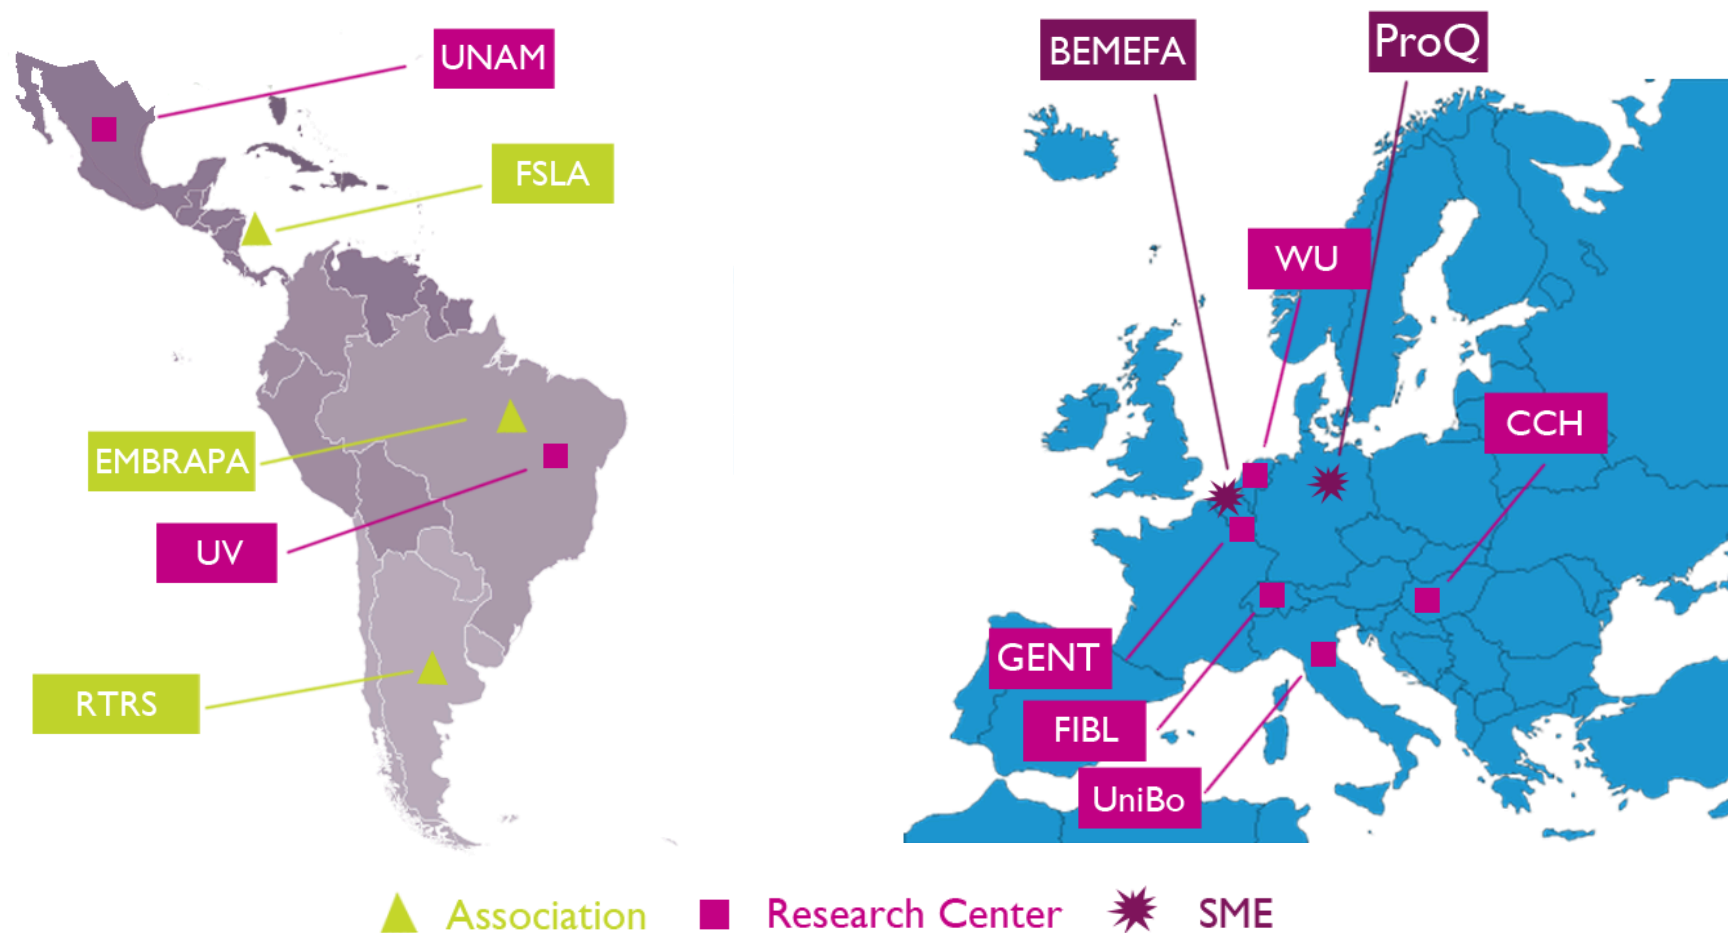 UNAM
FSLA
EMBRAPA
UV
RTRS
BEMEFA
ProQ
WU
CCH
GENT
FIBL
UniBo
Association
Research Center
SME